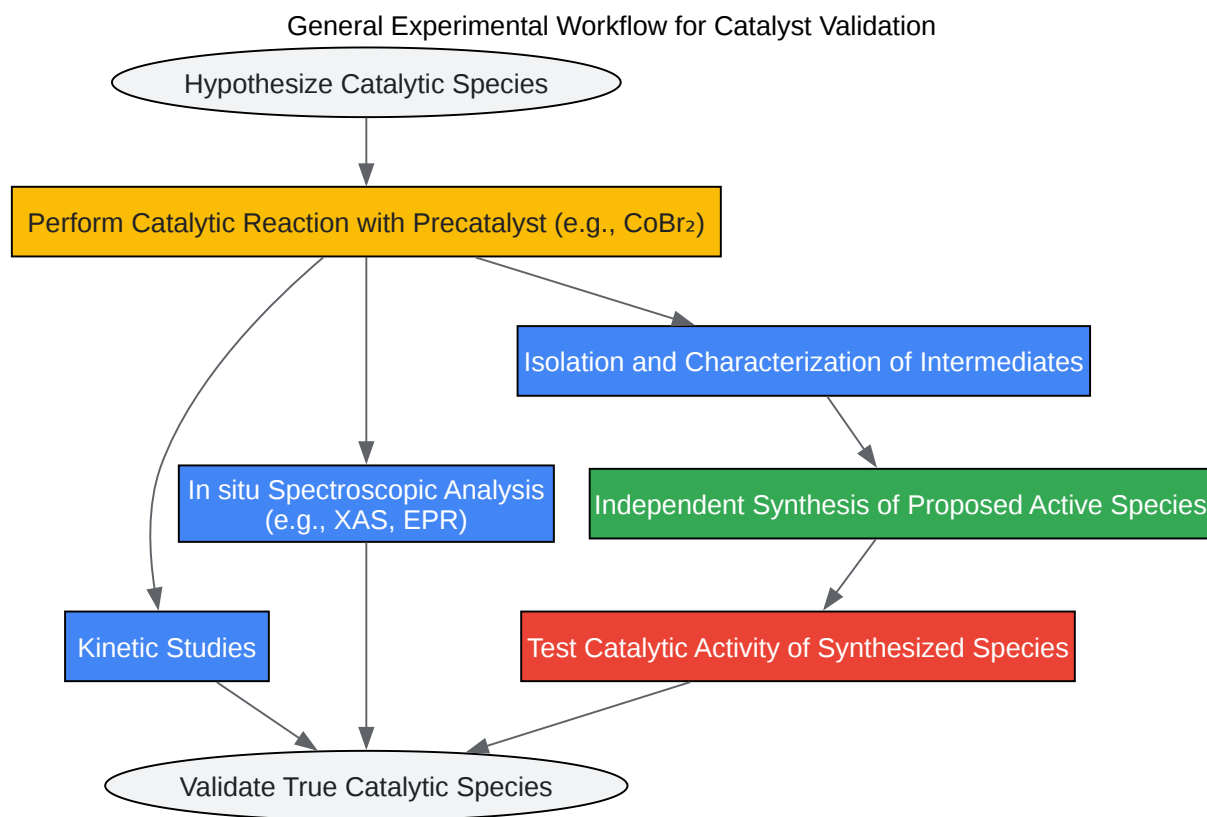 General Experimental Workflow for Catalyst Validation
Hypothesize Catalytic Species
Perform Catalytic Reaction with Precatalyst (e.g., CoBr₂)
Isolation and Characterization of Intermediates
In situ Spectroscopic Analysis
(e.g., XAS, EPR)
Independent Synthesis of Proposed Active Species
Kinetic Studies
Test Catalytic Activity of Synthesized Species
Validate True Catalytic Species